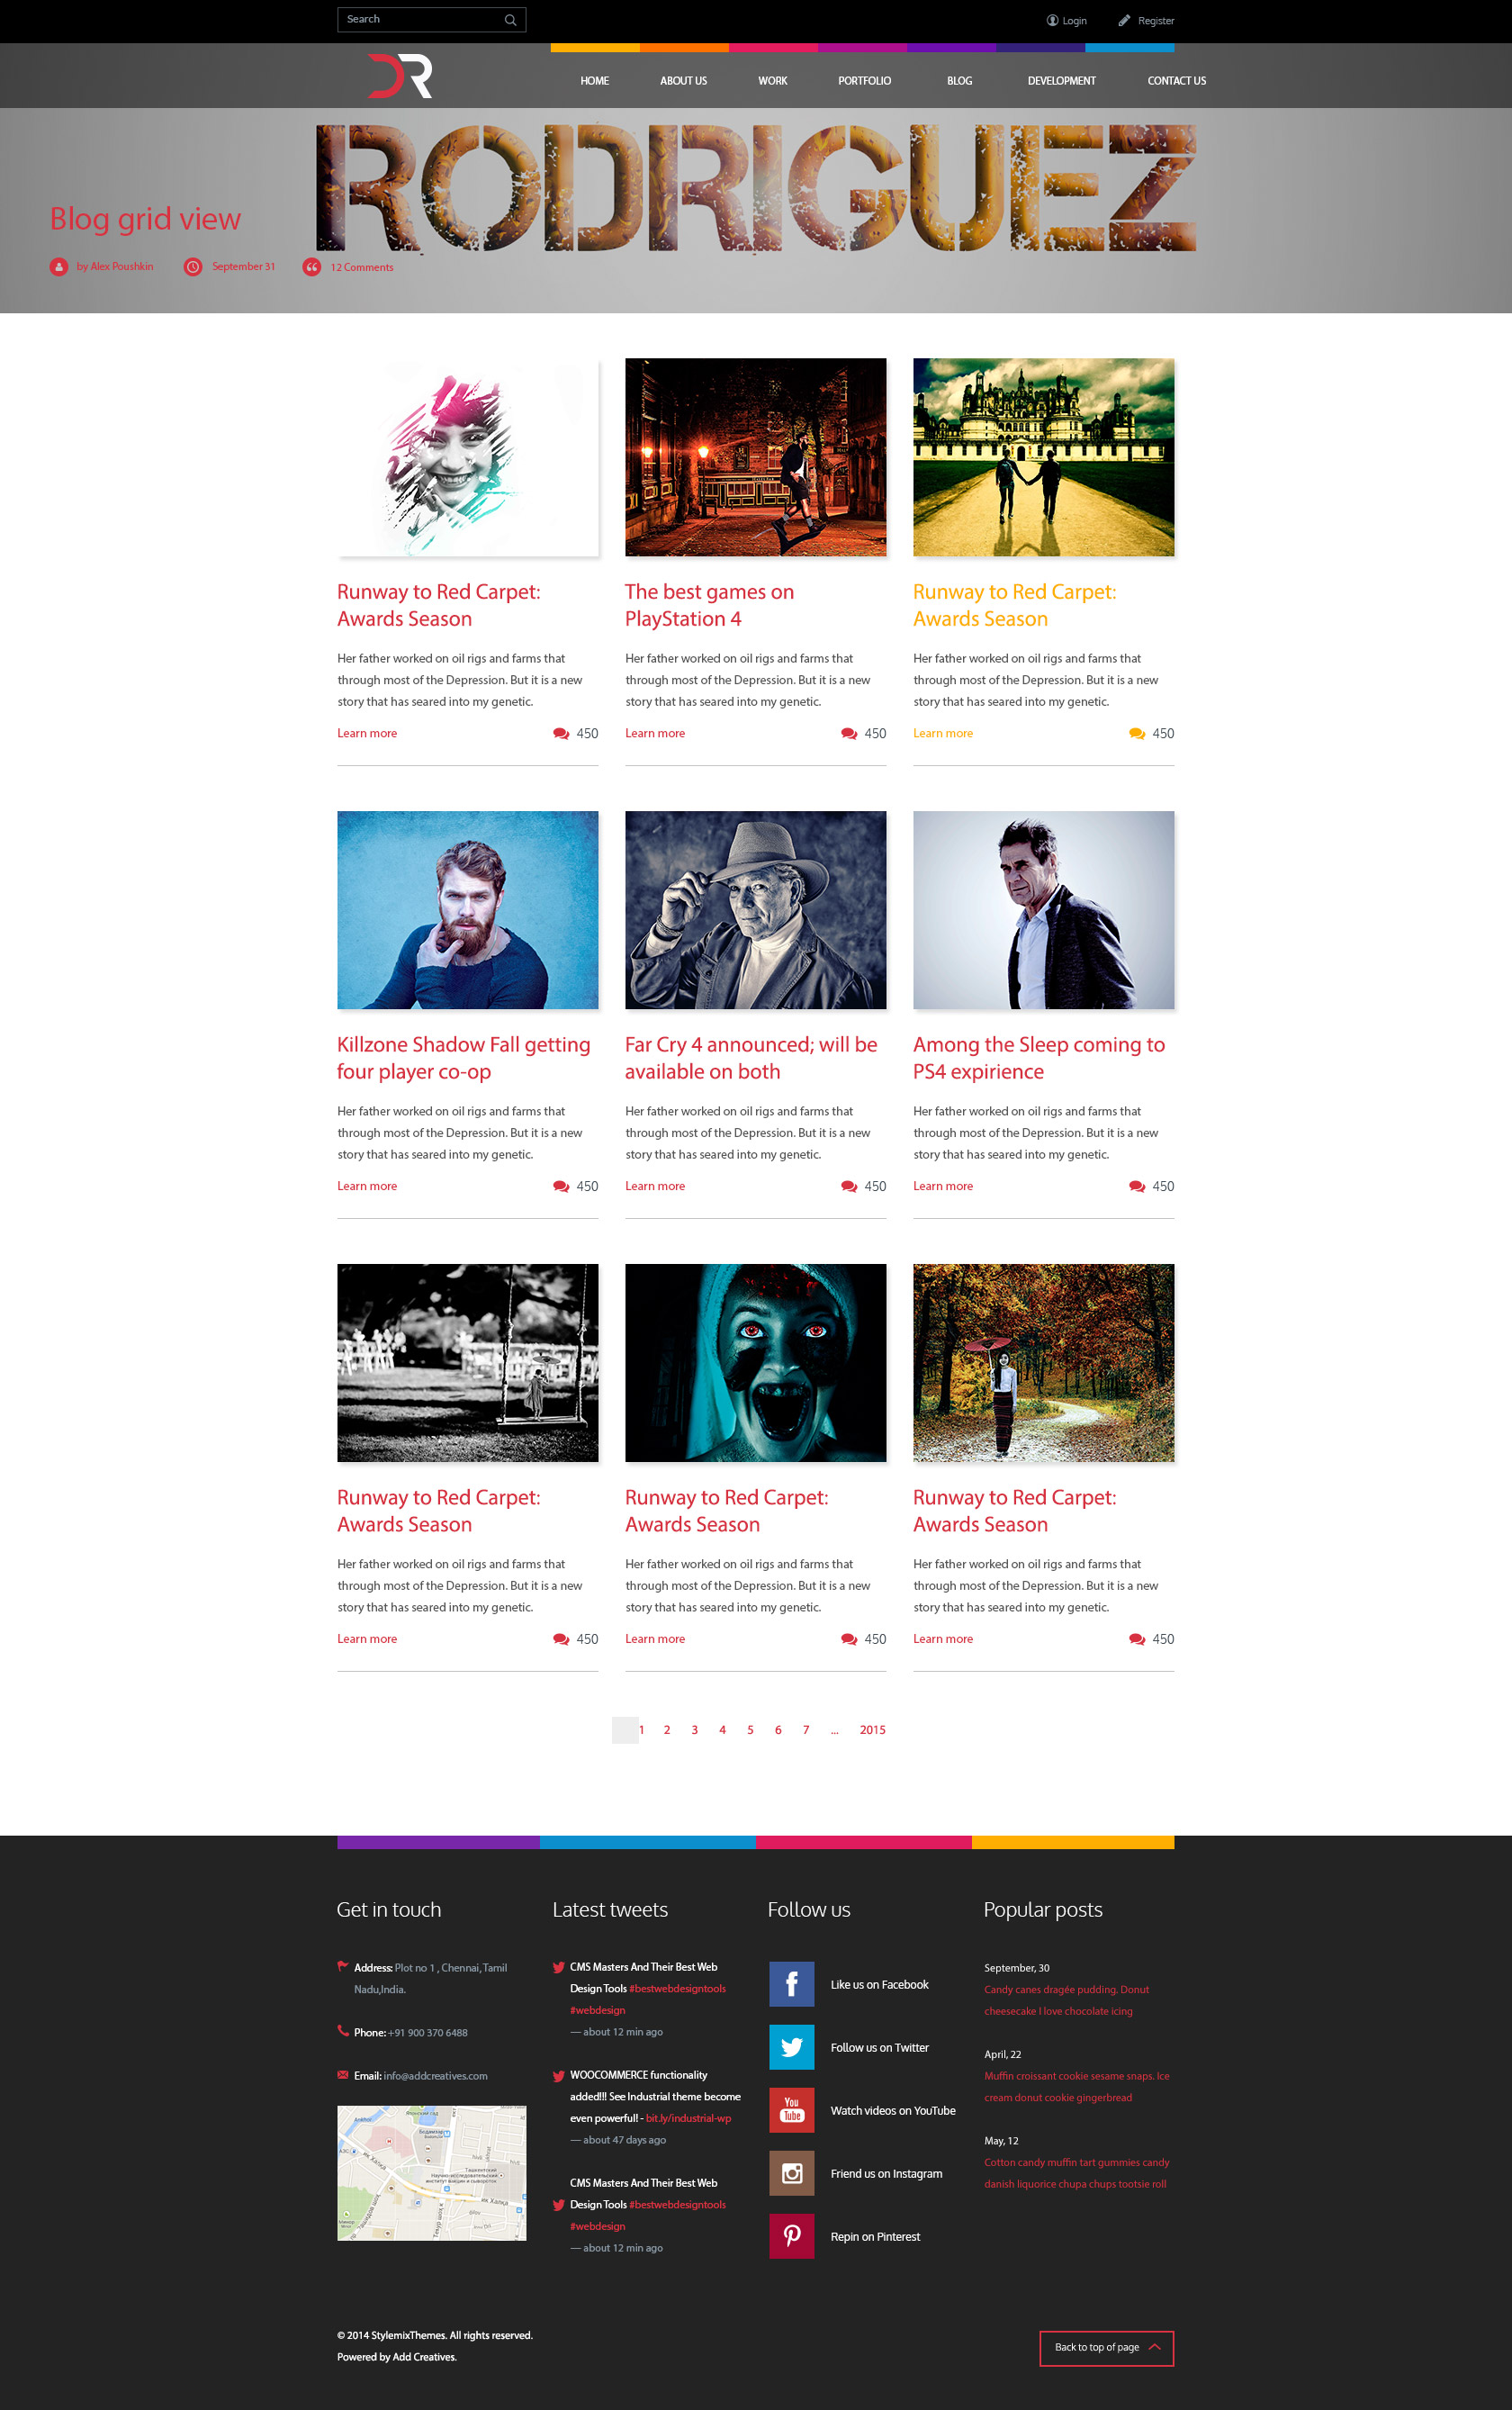 Search
Login
Register
DR
HOME
ABOUT US
WORK
PORTFOLIO
BLOG
DEVELOPMENT
CONTACT US
RODRIGUEZ
Blog grid view
by Alex Poushkin
September 31
12 Comments
Runway to Red Carpet:
Awards Season
Her father worked on oil rigs and farms that
through most of the Depression. But it is a new
story that has seared into my genetic.
Learn more
450
The best games on
PlayStation 4
Her father worked on oil rigs and farms that
through most of the Depression. But it is a new
story that has seared into my genetic.
Learn more
450
Runway to Red Carpet:
Awards Season
Her father worked on oil rigs and farms that
through most of the Depression. But it is a new
story that has seared into my genetic.
Learn more
450
Killzone Shadow Fall getting
four player co-op
Her father worked on oil rigs and farms that
through most of the Depression. But it is a new
story that has seared into my genetic.
Learn more
450
Far Cry 4 announced; will be
available on both
Her father worked on oil rigs and farms that
through most of the Depression. But it is a new
story that has seared into my genetic.
Learn more
450
Among the Sleep coming to
PS4 expirience
Her father worked on oil rigs and farms that
through most of the Depression. But it is a new
story that has seared into my genetic.
Learn more
450
Runway to Red Carpet:
Awards Season
Her father worked on oil rigs and farms that
through most of the Depression. But it is a new
story that has seared into my genetic.
Learn more
450
Runway to Red Carpet:
Awards Season
Her father worked on oil rigs and farms that
through most of the Depression. But it is a new
story that has seared into my genetic.
Learn more
450
Runway to Red Carpet:
Awards Season
Her father worked on oil rigs and farms that
through most of the Depression. But it is a new
story that has seared into my genetic.
Learn more
450
1 2 3 4 5 6 7 ... 2015
Get in touch
Address: Plot no 1 , Chennai, Tamil
Nadu,India.
Phone: +91 900 370 6488
Email: info@addcreatives.com
Latest tweets
CMS Masters And Their Best Web
Design Tools #bestwebdesigntools
#webdesign
— about 12 min ago
WOOCOMMERCE functionality
added!!! See Industrial theme become
even powerful! - bit.ly/industrial-wp
— about 47 days ago
CMS Masters And Their Best Web
Design Tools #bestwebdesigntools
#webdesign
— about 12 min ago
Follow us
Like us on Facebook
Follow us on Twitter
You
Tube
Watch videos on YouTube
Friend us on Instagram
Repin on Pinterest
Popular posts
September, 30
Candy canes dragée pudding. Donut
cheesecake I love chocolate icing
April, 22
Muffin croissant cookie sesame snaps. Ice
cream donut cookie gingerbread
May, 12
Cotton candy muffin tart gummies candy
danish liquorice chupa chups tootsie roll
© 2014 StylemixThemes. All rights reserved.
Powered by Add Creatives.
Back to top of page